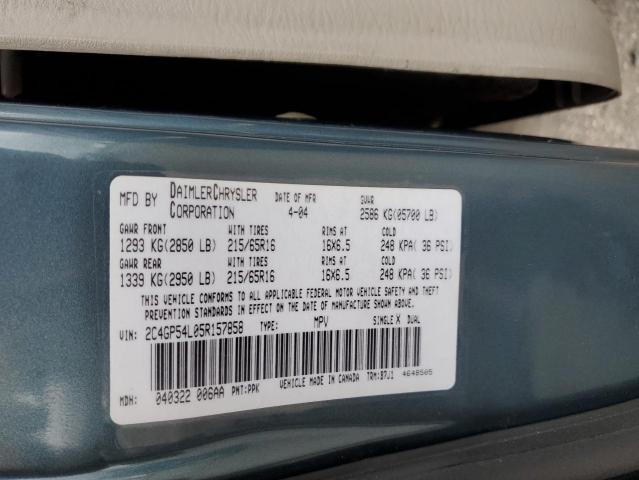 MFD BY DAIMLERCHRYSLER CORPORATION DATE OF MFR 4-04 GVWR 2586 KG(05700 LB)
GAWR FRONT WITH TIRES RIMS AT COLD
1293 KG(2850 LB) 215/65R16 16X6.5 248 KPA( 36 PSI)
GAWR REAR WITH TIRES RIMS AT COLD
1339 KG(2950 LB) 215/65R16 16X6.5 248 KPA( 36 PSI)
THIS VEHICLE CONFORMS TO ALL APPLICABLE FEDERAL MOTOR VEHICLE SAFETY AND THEFT
PREVENTION STANDARDS IN EFFECT ON THE DATE OF MANUFACTURE SHOWN ABOVE.
VIN: 2C4GP54L05R157858 TYPE: MPV SINGLE X DUAL
MDH: 040322 006AA PNT:PPK VEHICLE MADE IN CANADA TRM:B7J1 4648505